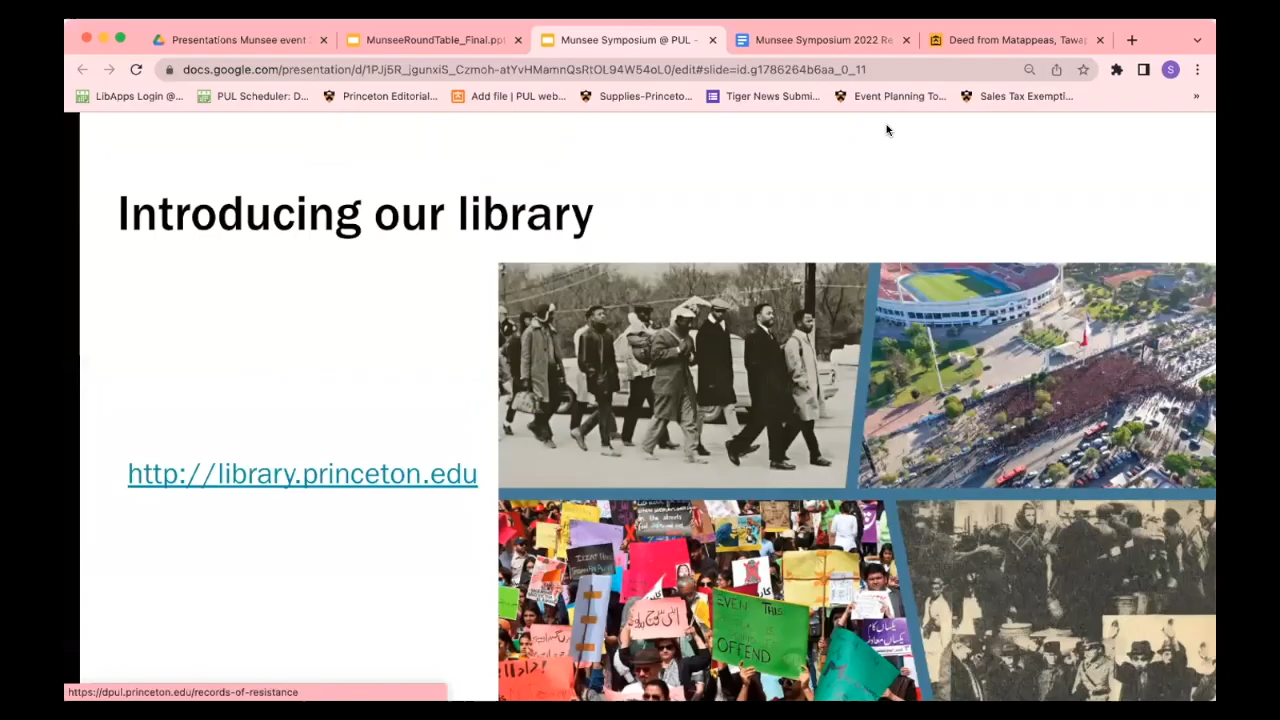 Presentations Munsee event
MunseeRoundTable_Final.ppt
Munsee Symposium @ PUL -
Munsee Symposium 2022 Re
Deed from Matappeas, Tawap
docs.google.com/presentation/d/1PJj5R_jgunxiS_Czmoh-atYvHMamnQsRtOL94W54oL0/edit#slide=id.g1786264b6aa_0_11
S
LibApps Login @...
PUL Scheduler: D...
Princeton Editorial...
Add file | PUL web...
Supplies-Princeto...
Tiger News Submi...
Event Planning To...
Sales Tax Exempti...
»
Introducing our library
http://library.princeton.edu
EVEN THIS
OFFEND
https://dpul.princeton.edu/records-of-resistance